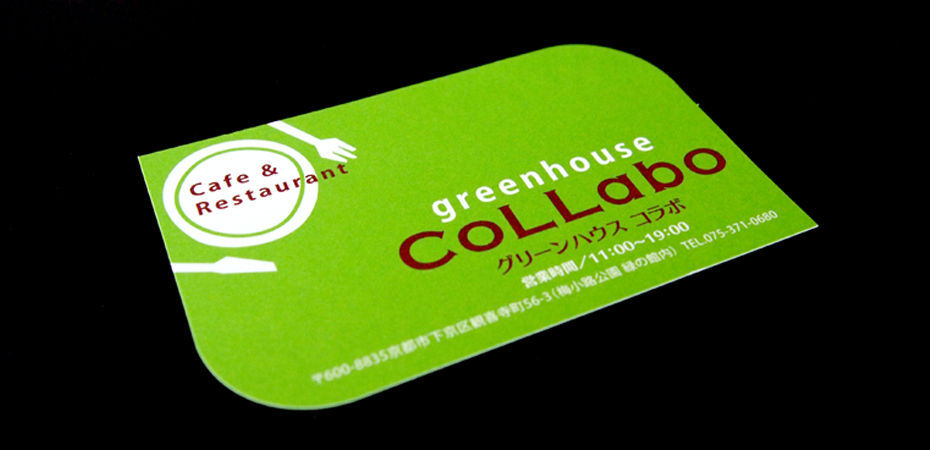 Cafe &
Restaurant
greenhouse
CoLLabo
グリーンハウス コラボ
営業時間／11:00~19:00
〒600-8835京都市下京区観喜寺町56-3(梅小路公園 緑の館内) TEL.075-371-0680